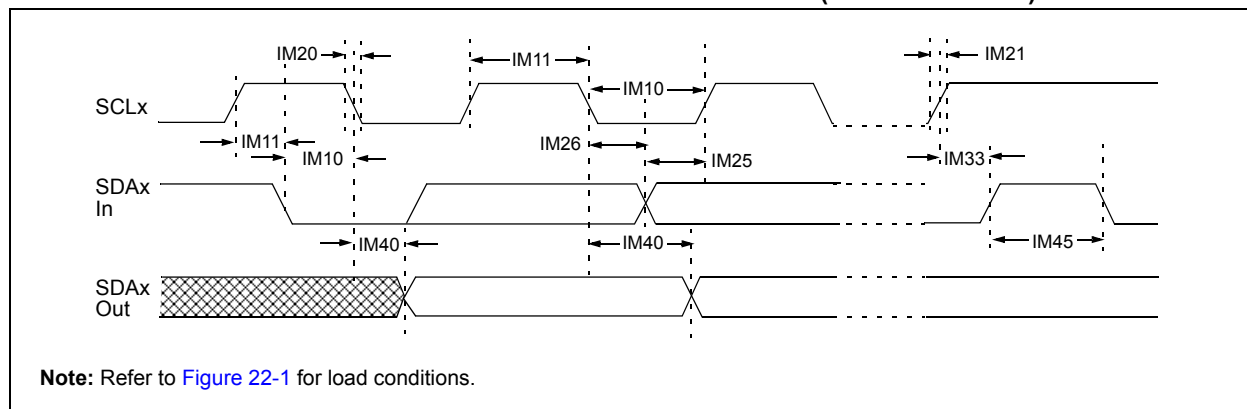 IM20
IM11
IM21
IM10
SCLx
IM11
IM26
IM10
IM25
IM33
SDAx
In
IM40
IM40
IM45
SDAx
Out
Note: Refer to Figure 22-1 for load conditions.